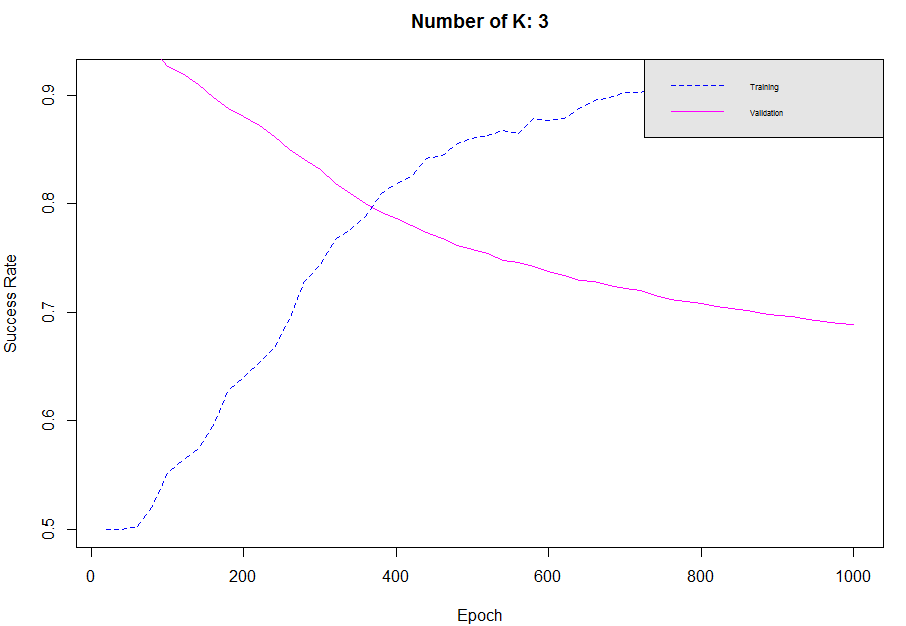 Number of K: 3
Training
Validation
Success Rate
0.9
0.8
0.7
0.6
0.5
0 200 400 600 800 1000
Epoch